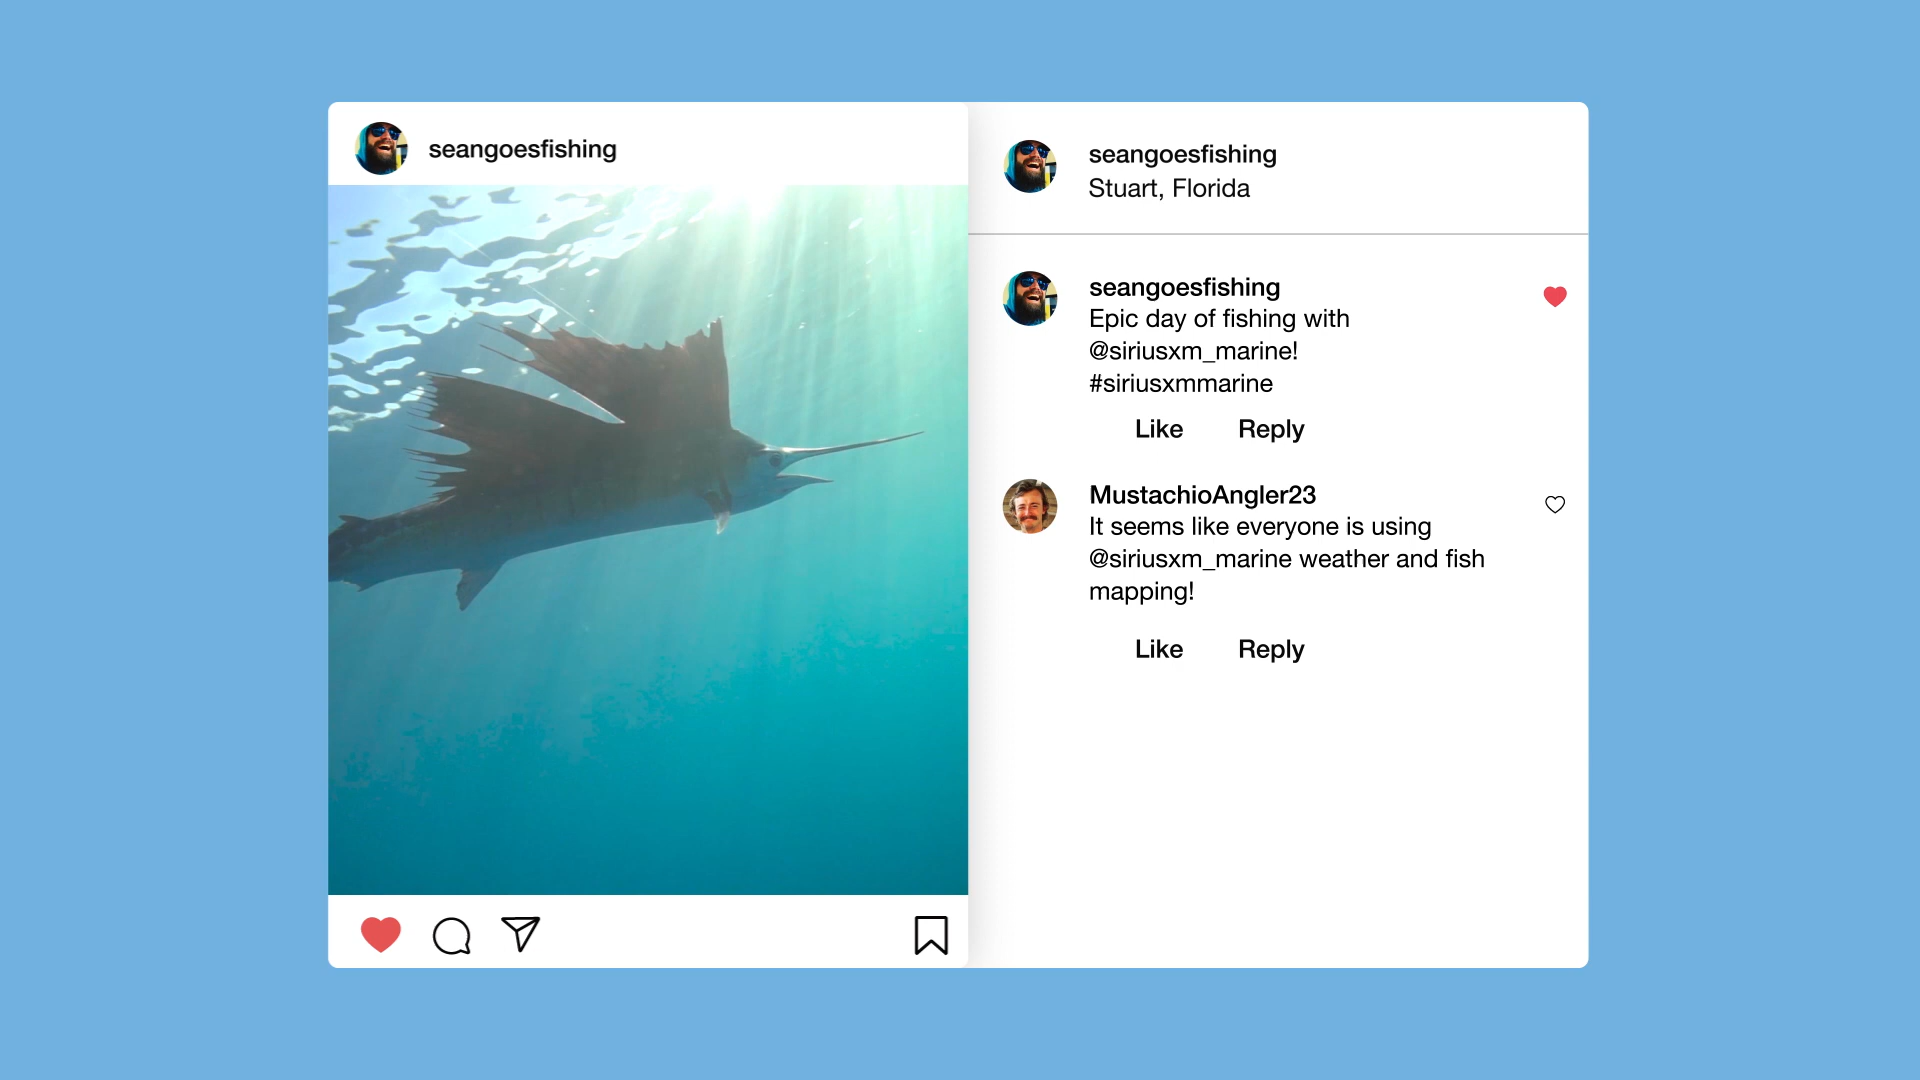 seangoesfishing
seangoesfishing
Stuart, Florida
seangoesfishing
Epic day of fishing with
@siriusxm_marine!
#siriusxmmarine
Like Reply
MustachioAngler23
It seems like everyone is using
@siriusxm_marine weather and fish
mapping!
Like Reply